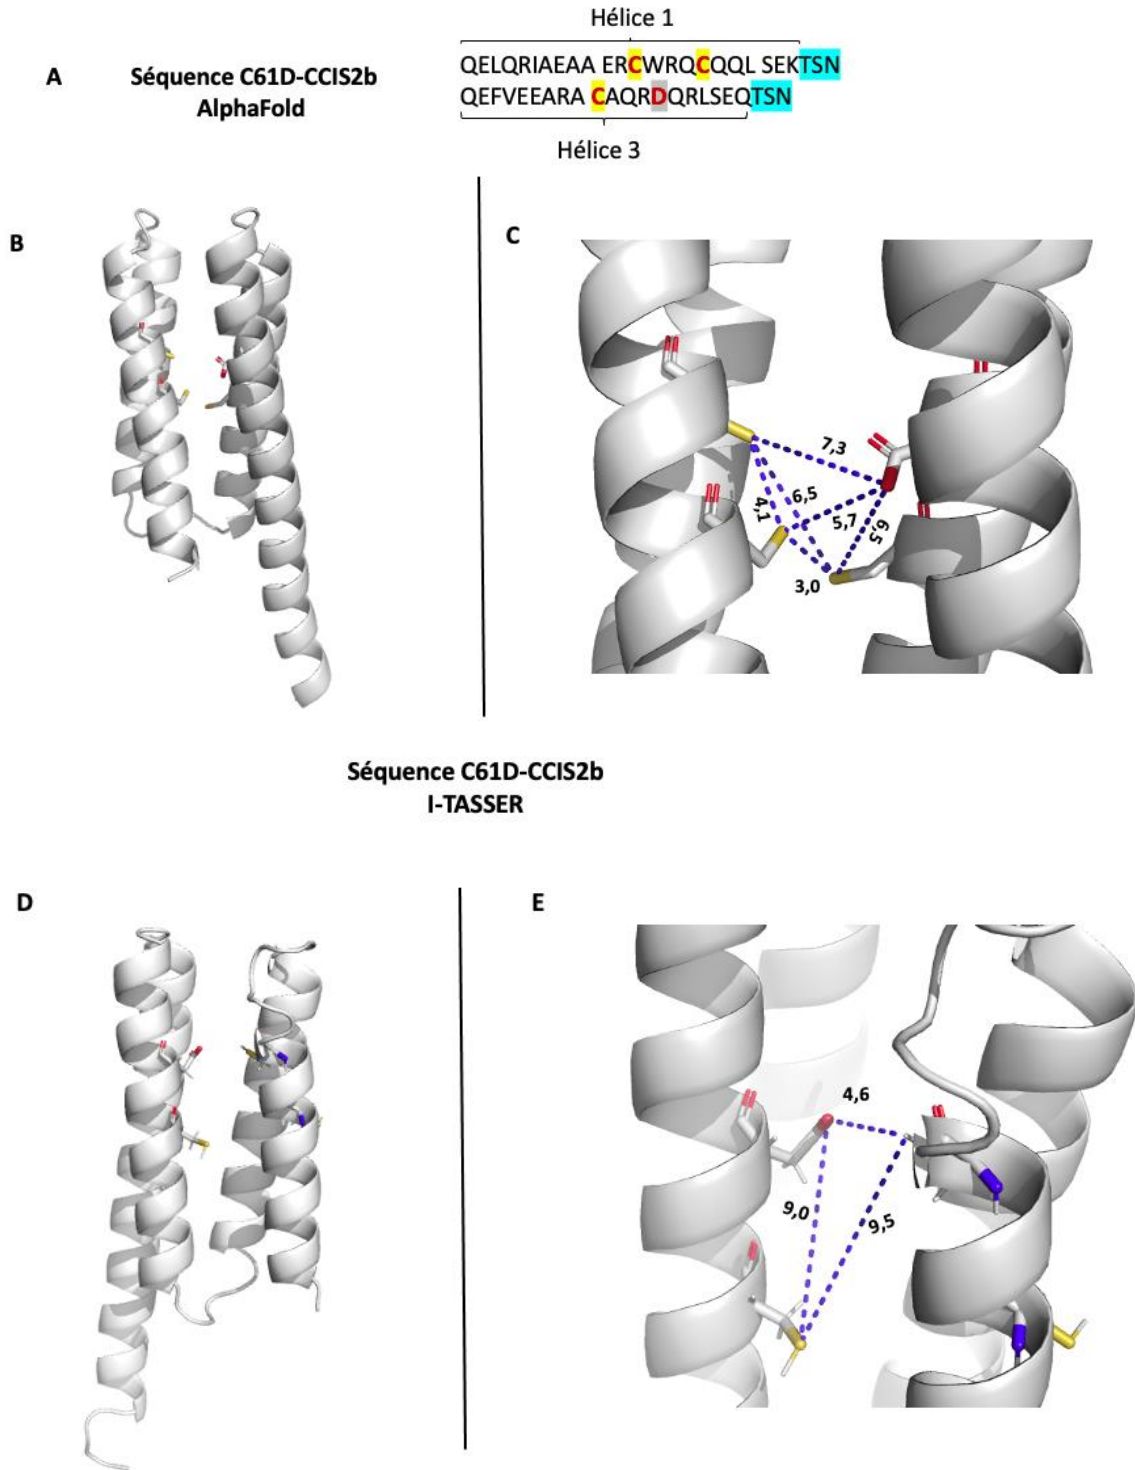 Hélice 1
A
Séquence C61D-CCIS2b
AlphaFold
QELQRIAEAA ERCWRQCQQL SEKTSN
QEFVEEARA CAQRDQRLSEQTSN
Hélice 3
B
C
7,3
6,5
4,1
5,7
6,5
3,0
Séquence C61D-CCIS2b
I-TASSER
D
E
4,6
9,0
9,5